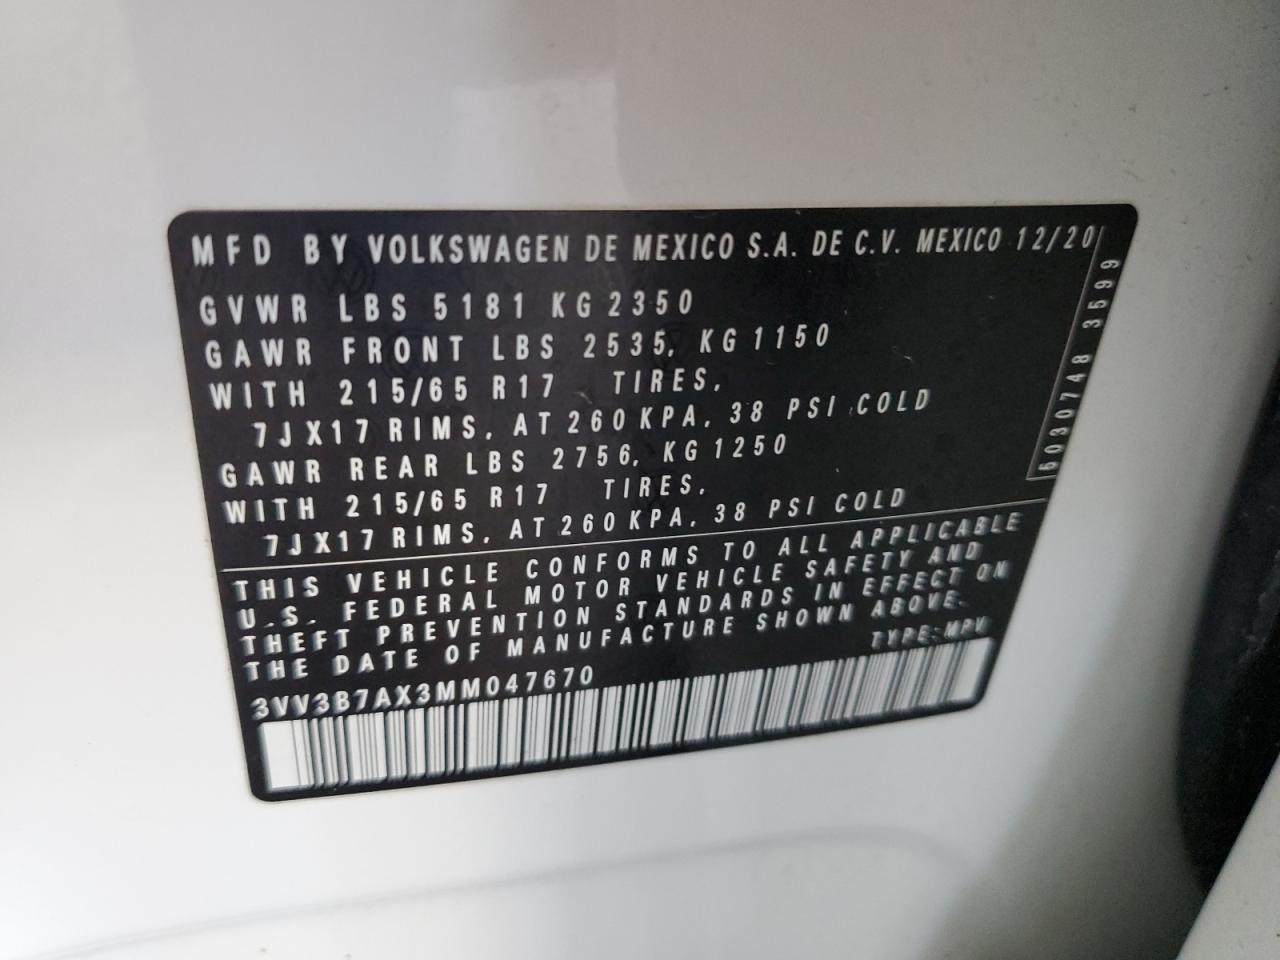 MFD BY VOLKSWAGEN DE MEXICO S.A. DE C.V. MEXICO 12/20
GVWR LBS 5181 KG 2350
GAWR FRONT LBS 2535, KG 1150
WITH 215/65 R17 TIRES,
7JX17 RIMS, AT 260 KPA, 38 PSI COLD
GAWR REAR LBS 2756, KG 1250
WITH 215/65 R17 TIRES,
7JX17 RIMS, AT 260 KPA, 38 PSI COLD
THIS VEHICLE CONFORMS TO ALL APPLICABLE
U.S. FEDERAL MOTOR VEHICLE SAFETY AND
THEFT PREVENTION STANDARDS IN EFFECT ON
THE DATE OF MANUFACTURE SHOWN ABOVE.
3VV3B7AX3MM047670 TYPE:MPV
6030748 3599